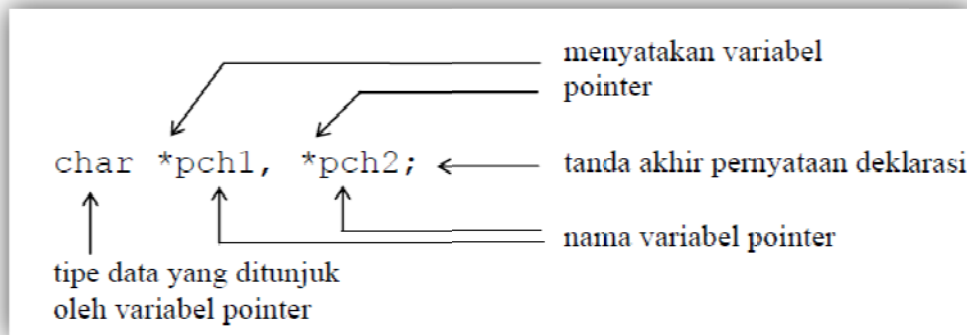 menyatakan variabel
pointer
char *pch1, *pch2;
tanda akhir pernyataan deklarasi
nama variabel pointer
tipe data yang ditunjuk
oleh variabel pointer